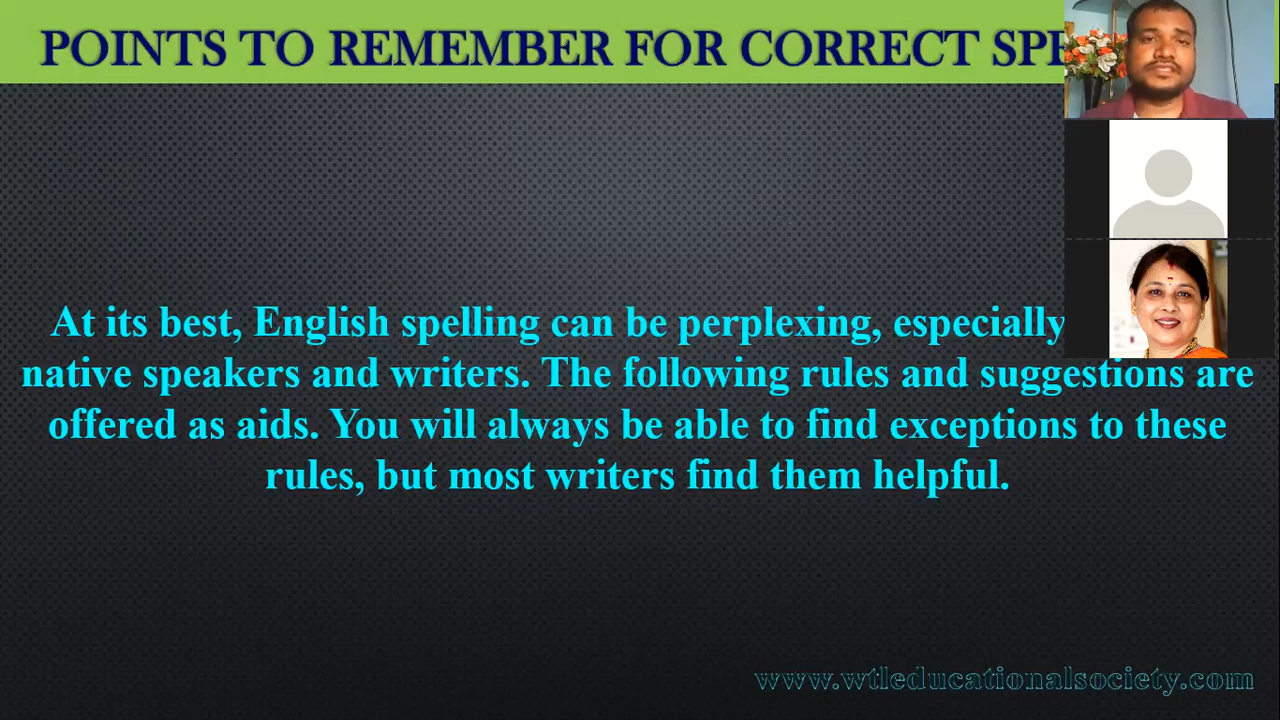 POINTS TO REMEMBER FOR CORRECT SPE
At its best, English spelling can be perplexing, especially
native speakers and writers. The following rules and suggestions are
offered as aids. You will always be able to find exceptions to these
rules, but most writers find them helpful.
www.wtleducationalsociety.com